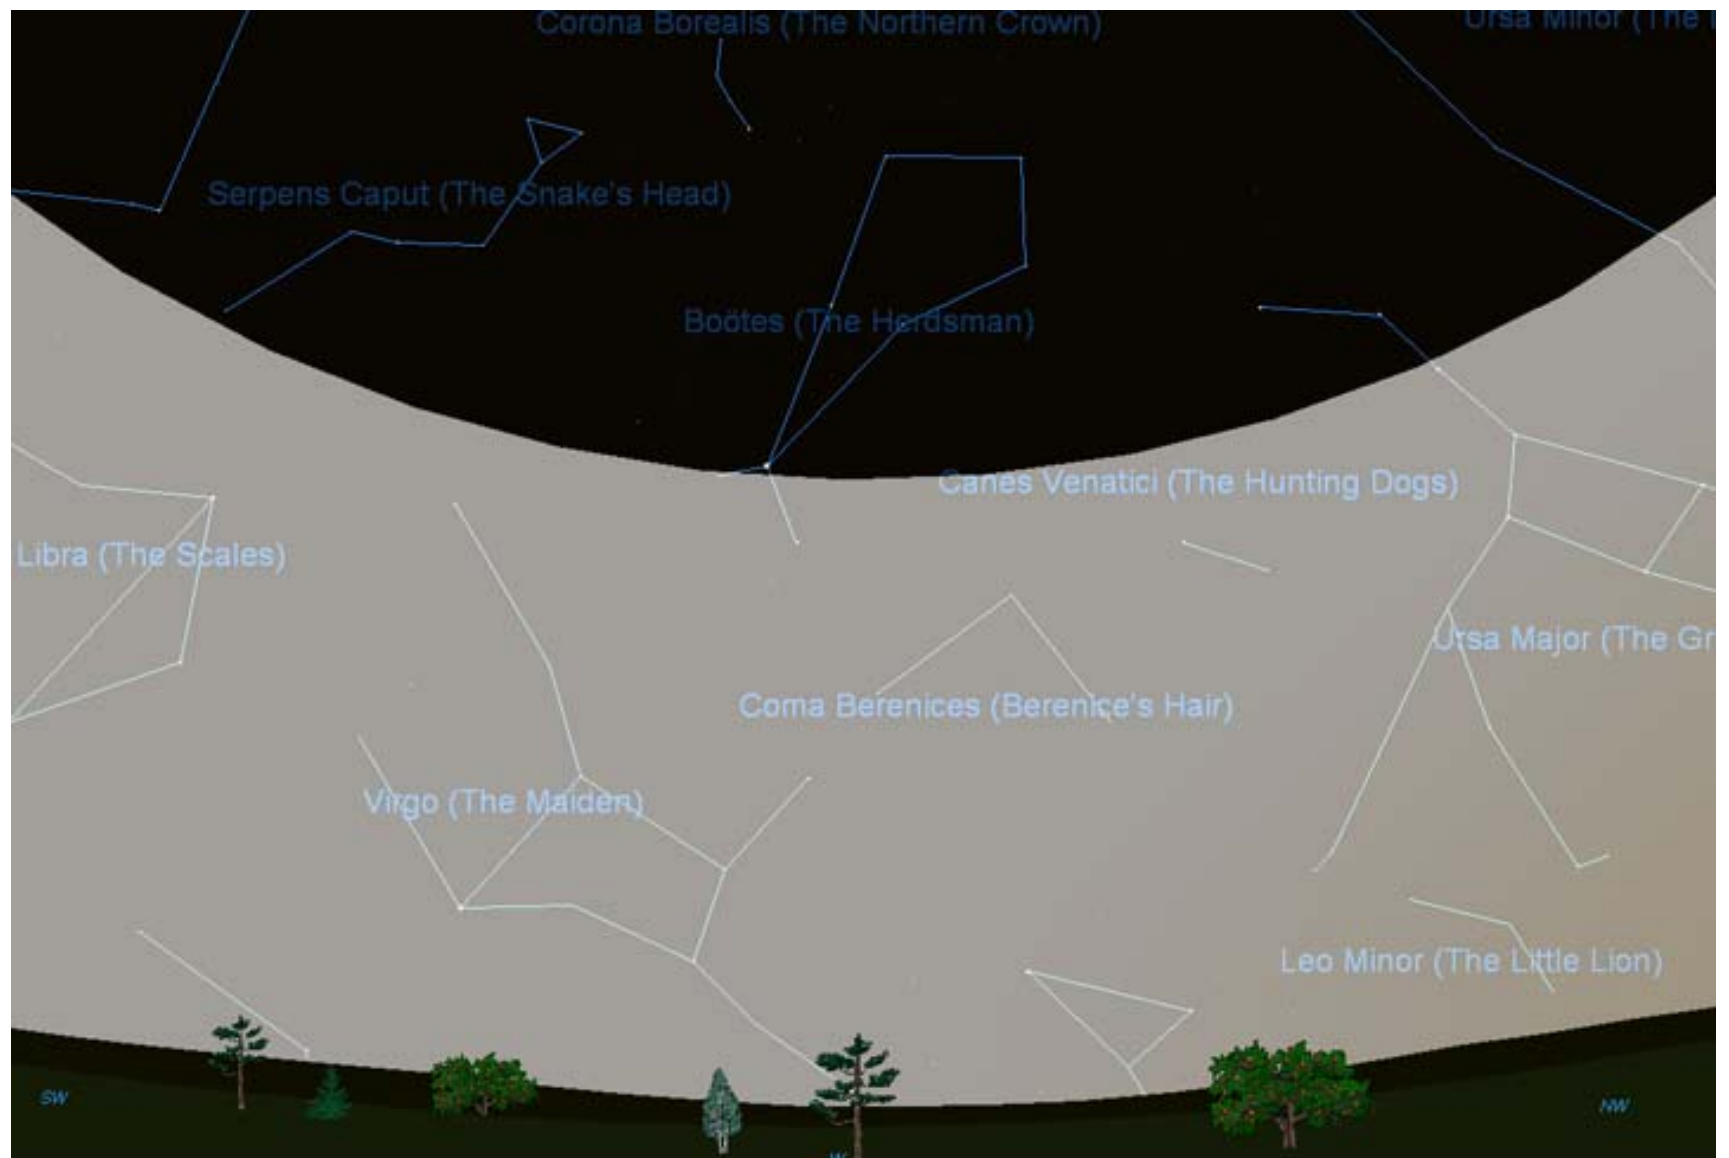 Corona Borealis (The Northern Crown)
Ursa Minor (The
Serpens Caput (The Snake's Head)
Boötes (The Herdsman)
Canes Venatici (The Hunting Dogs)
Libra (The Scales)
Ursa Major (The Gr
Coma Berenices (Berenice's Hair)
Virgo (The Maiden)
Leo Minor (The Little Lion)
SW
NW
W